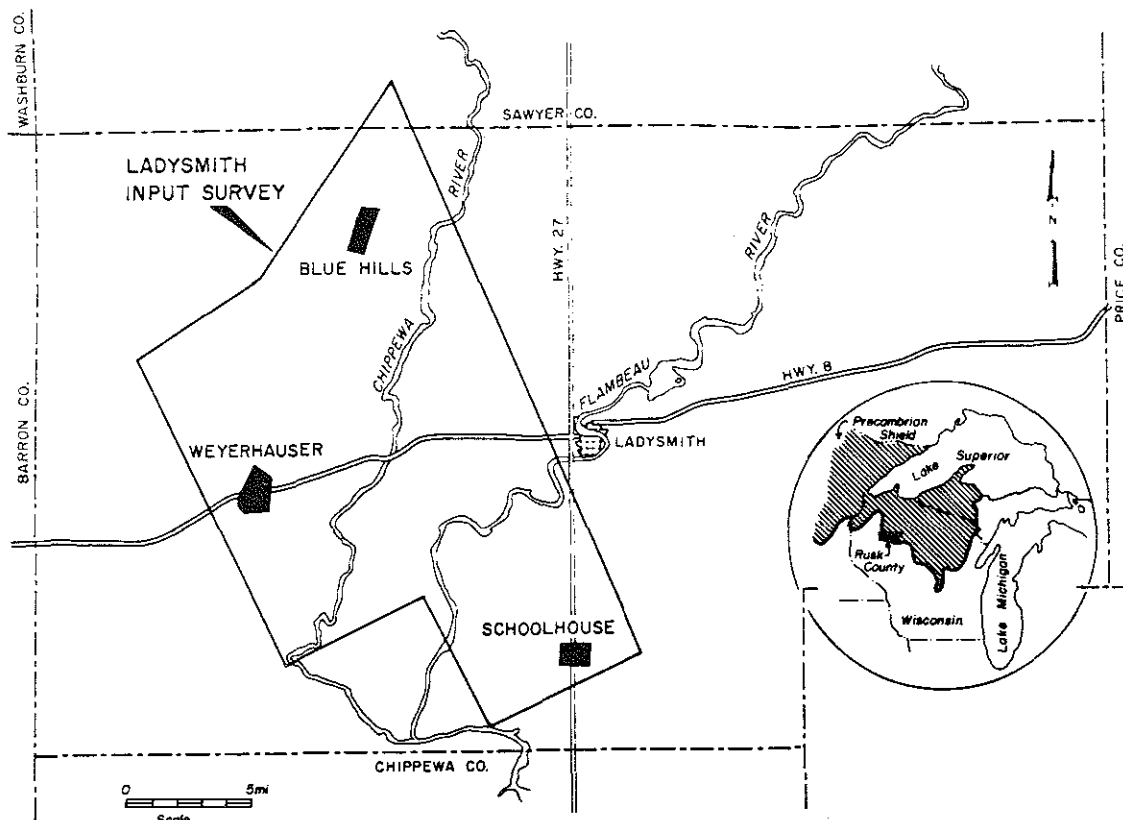 WASHBURN CO.
SAWYER CO.
LADYSMITH
INPUT SURVEY
RIVER
BLUE HILLS
HWY. 27
RIVER
N
PRICE CO.
CHIPPEWA
FLAMBEAU
HWY. 8
BARRON CO.
WEYERHAUSER
LADYSMITH
Precambrian
Shield
Lake Superior
Rusk
County
Wisconsin
Lake Michigan
SCHOOLHOUSE
CHIPPEWA CO.
0 5mi
Scale